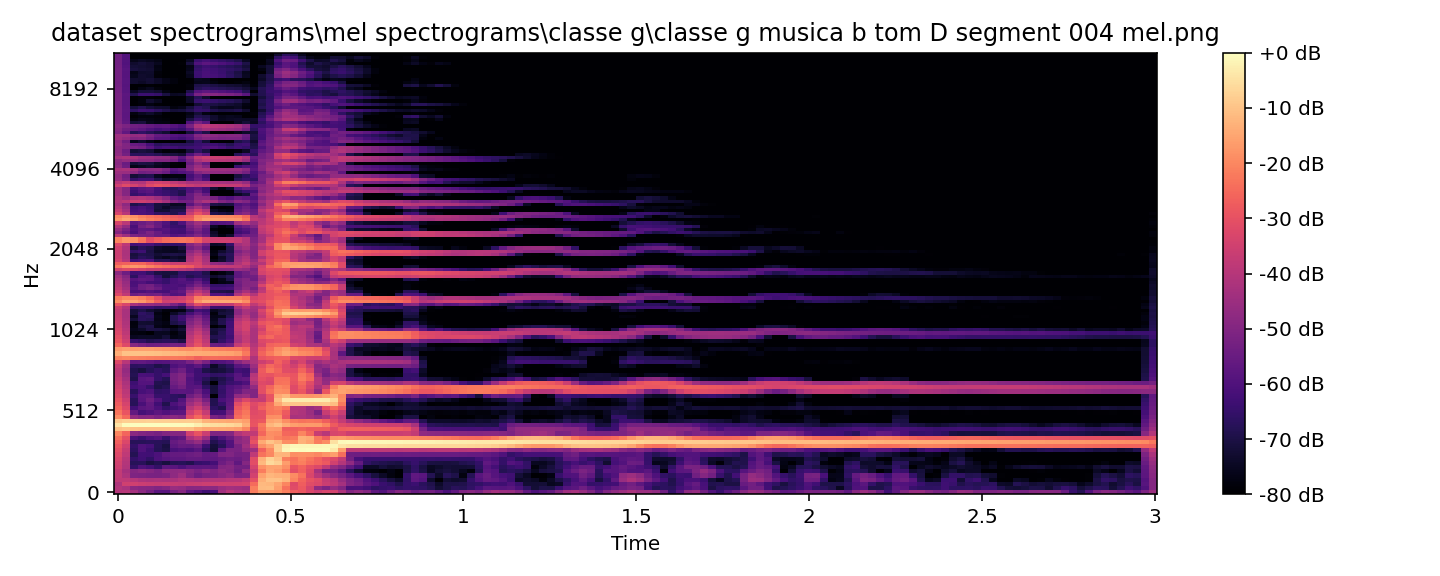 dataset spectrograms\mel spectrograms\classe g\classe g musica b tom D segment 004 mel.png
+0 dB
8192
-10 dB
-20 dB
4096
-30 dB
2048
-40 dB
Hz
1024
-50 dB
512
-60 dB
-70 dB
0
-80 dB
0
0.5
1
1.5
2
2.5
3
Time